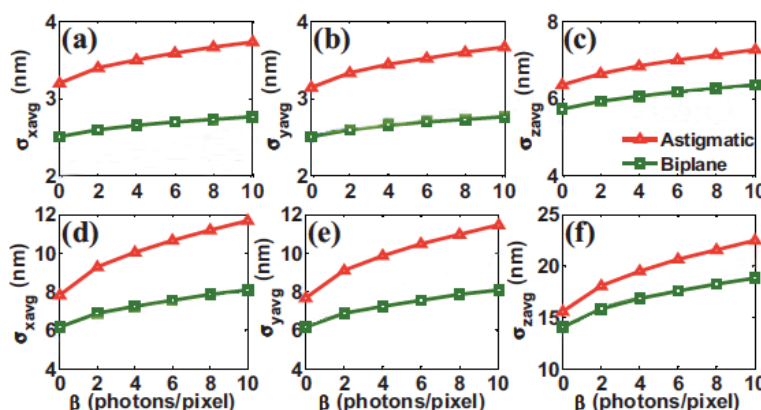 4 4 8
(a) (b) (c)
σxavg (nm) σyavg (nm) σzavg (nm)
3 3 6
Astigmatic
Biplane
2 2 4
0 2 4 6 8 10 0 2 4 6 8 10 0 2 4 6 8 10
12 12 25
(d) (e) (f)
10 10 20
σxavg (nm) σyavg (nm) σzavg (nm)
8 8
6 6 15
4 4 10
0 2 4 6 8 10 0 2 4 6 8 10 0 2 4 6 8 10
β (photons/pixel) β (photons/pixel) β (photons/pixel)